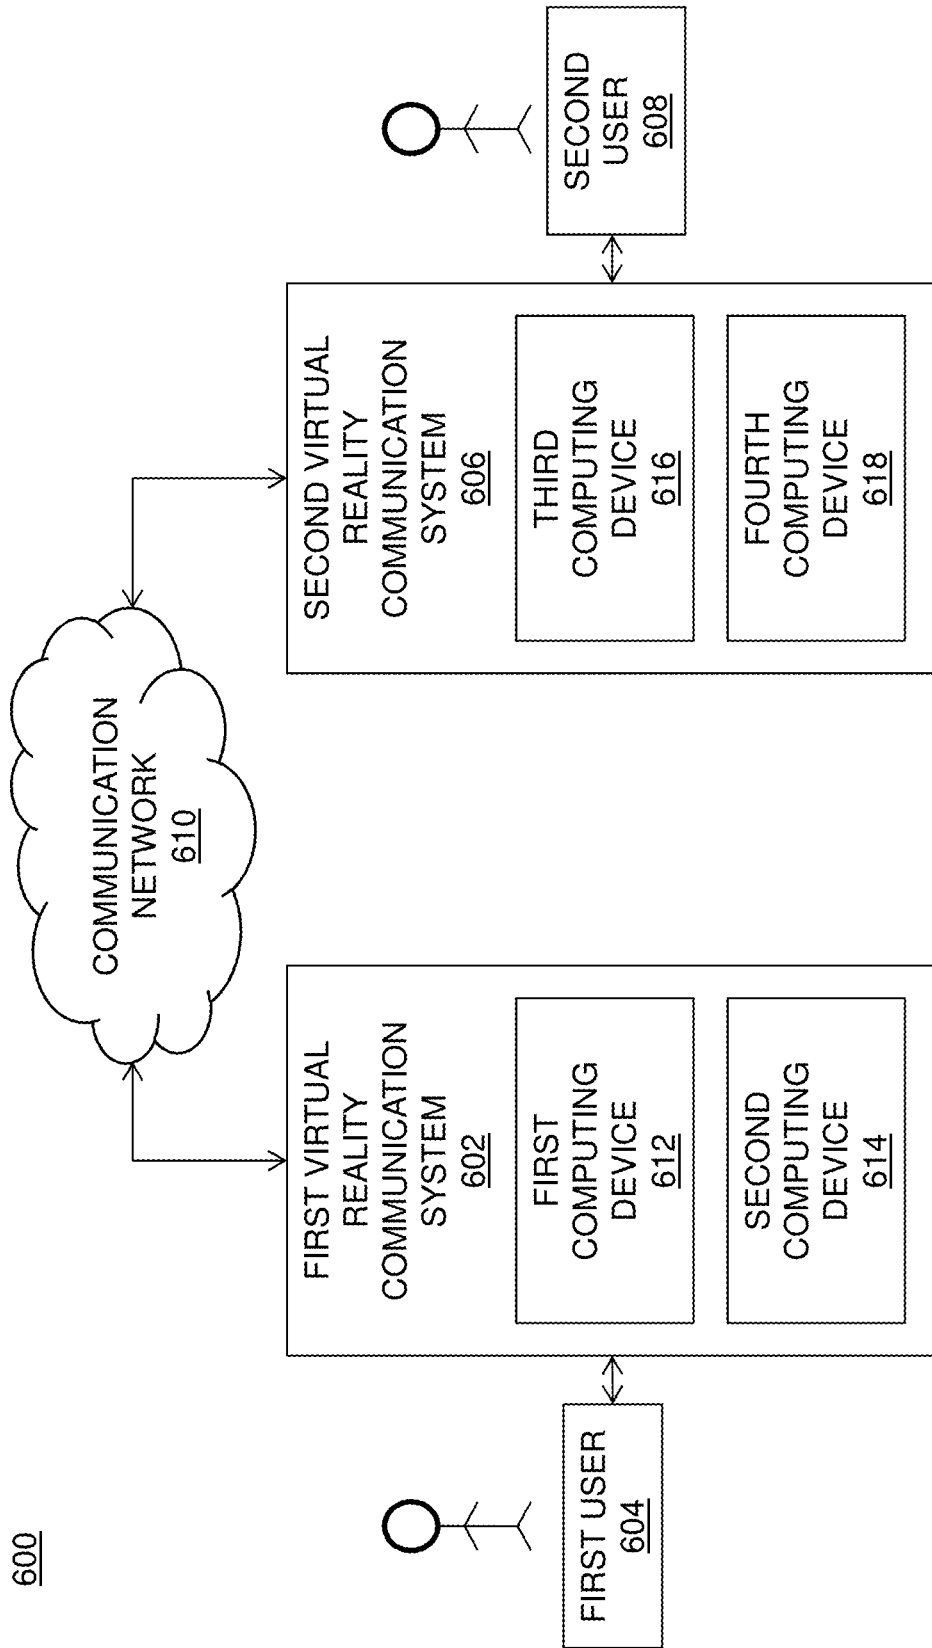 600
COMMUNICATION
NETWORK
610
FIRST VIRTUAL
REALITY
COMMUNICATION
SYSTEM
602
FIRST
COMPUTING
DEVICE
612
SECOND
COMPUTING
DEVICE
614
FIRST USER
604
SECOND VIRTUAL
REALITY
COMMUNICATION
SYSTEM
606
THIRD
COMPUTING
DEVICE
616
FOURTH
COMPUTING
DEVICE
618
SECOND
USER
608